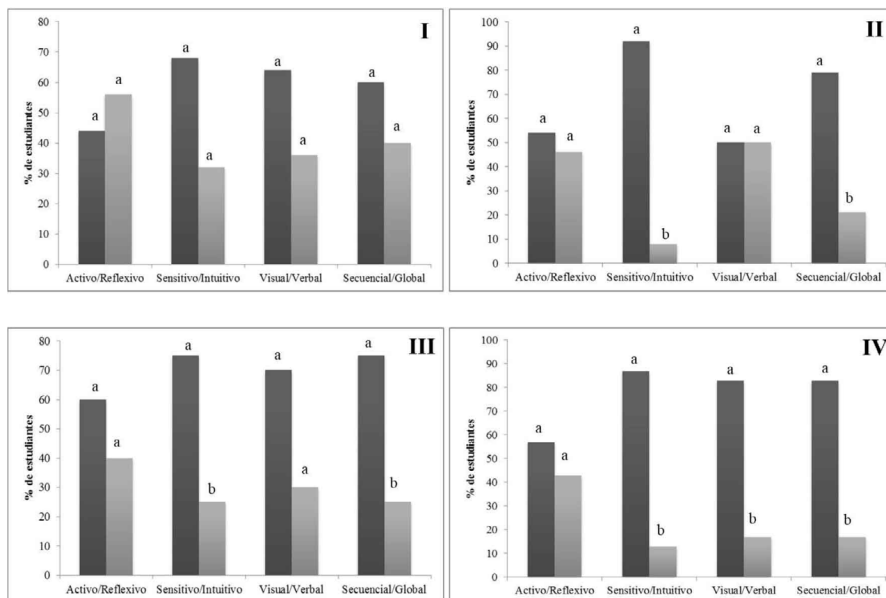 I
80
70
60
50
40
30
20
10
0
% de estudiantes
a
a
a
a
a
a
a
a
Activo/Reflexivo Sensitivo/Intuitivo Visual/Verbal Secuencial/Global
II
100
90
80
70
60
50
40
30
20
10
0
% de estudiantes
a
a
a
b
a
a
a
b
Activo/Reflexivo Sensitivo/Intuitivo Visual/Verbal Secuencial/Global
III
80
70
60
50
40
30
20
10
0
% de estudiantes
a
a
a
b
a
a
a
b
Activo/Reflexivo Sensitivo/Intuitivo Visual/Verbal Secuencial/Global
IV
100
90
80
70
60
50
40
30
20
10
0
% de estudiantes
a
a
a
b
a
b
a
b
Activo/Reflexivo Sensitivo/Intuitivo Visual/Verbal Secuencial/Global